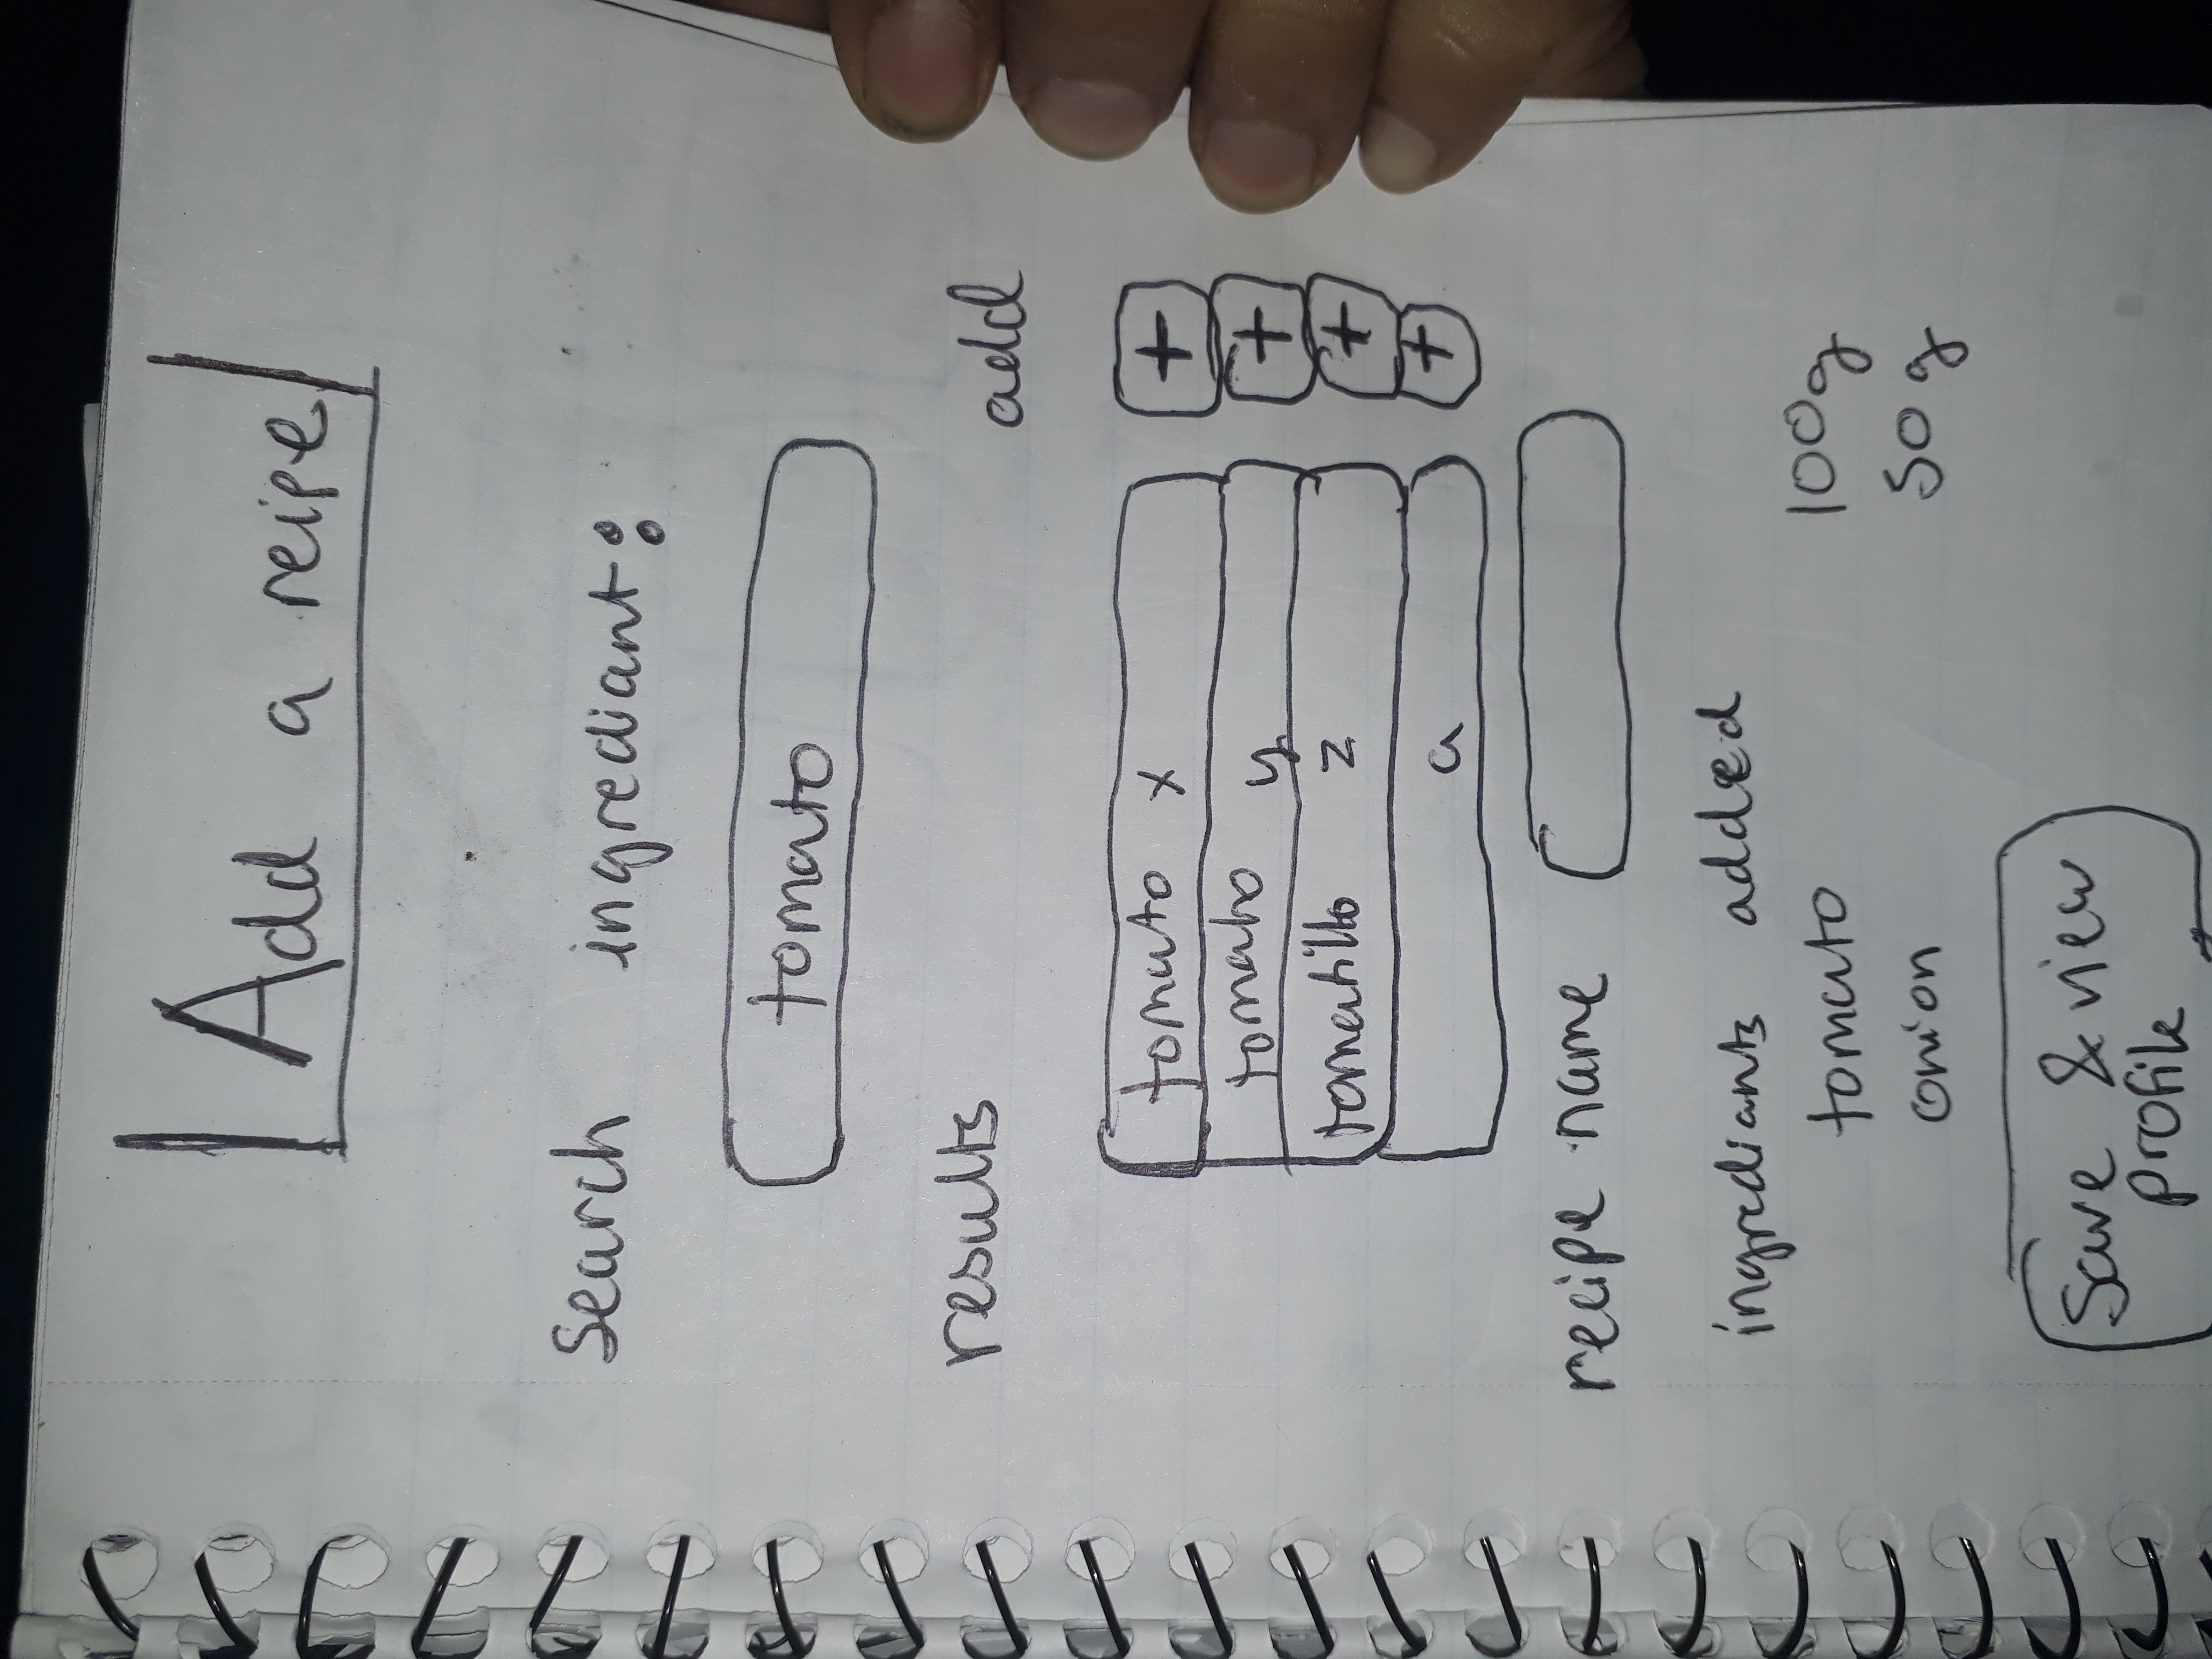 Add a reipe
Search ingrediant:
tomato
results add
tomato x +
tomato y +
tomatillo z +
a +
recipe name
ingrediants added
tomato 100g
onion 50g
Save & view
profile